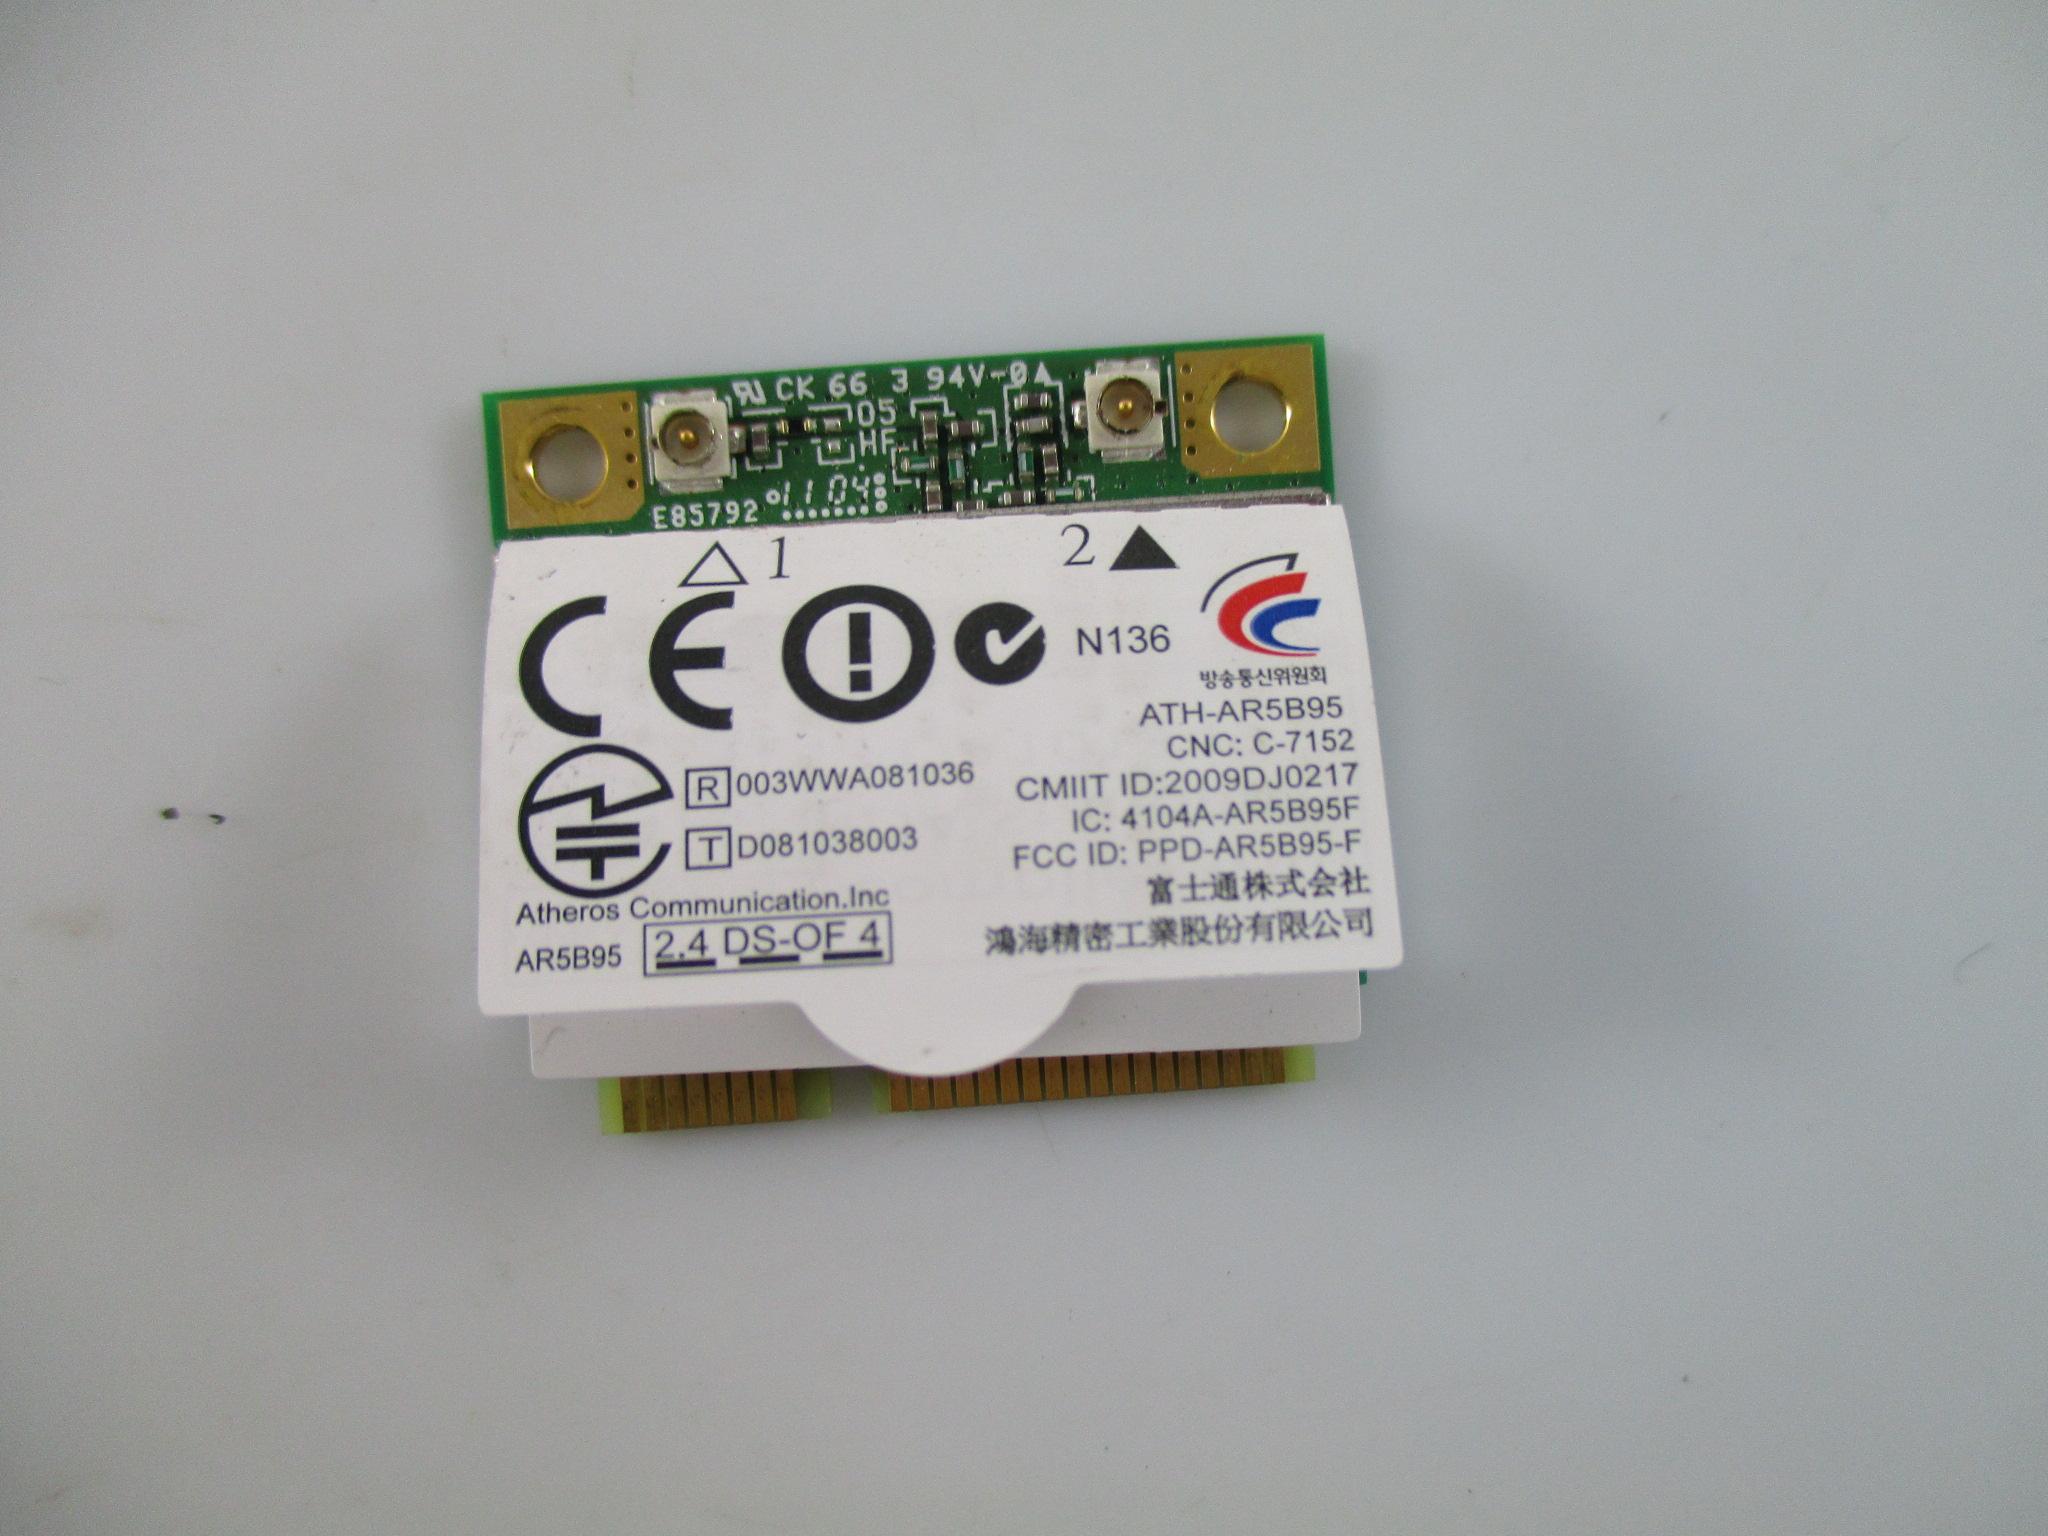 CK 66 3 94V-0
05
HF
E85792 1104
1 2
CE N136
방송통신위원회
ATH-AR5B95
CNC: C-7152
R 003WWA081036
CMIIT ID:2009DJ0217
IC: 4104A-AR5B95F
T D081038003
FCC ID: PPD-AR5B95-F
Atheros Communication.Inc
富士通株式会社
AR5B95 2.4 DS-OF 4
鴻海精密工業股份有限公司